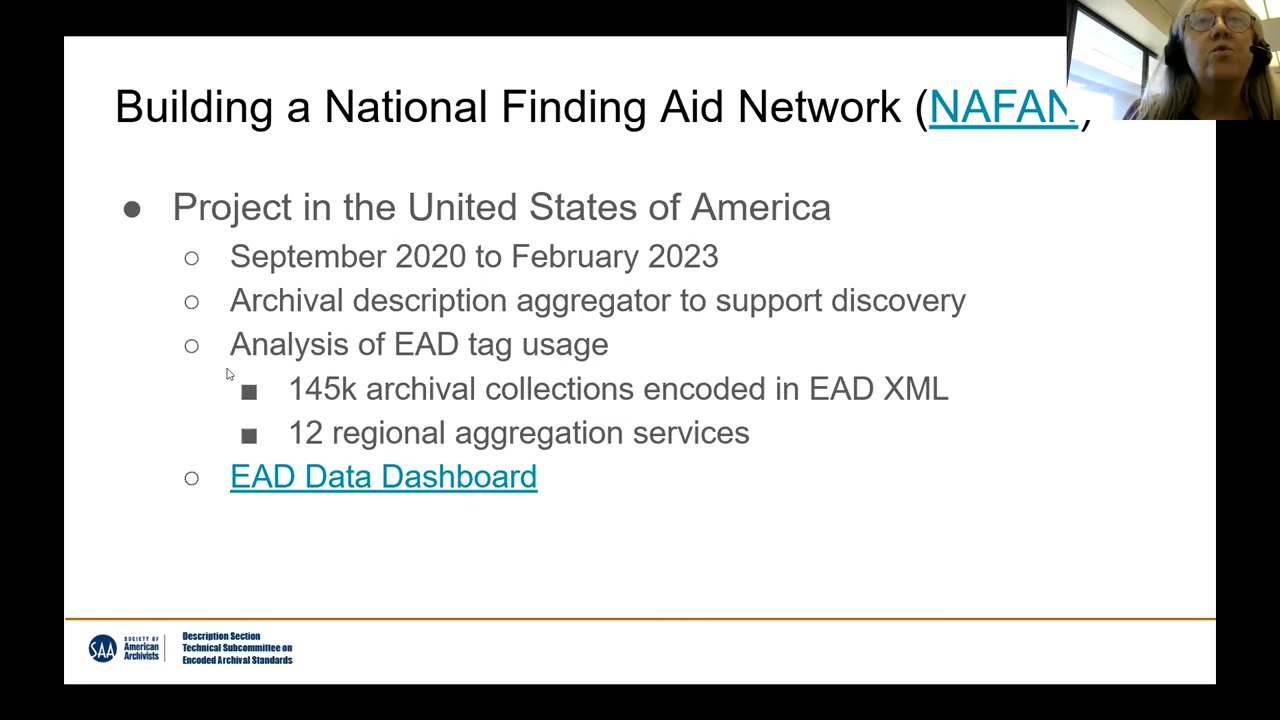 Building a National Finding Aid Network (NAFAN)
● Project in the United States of America
○ September 2020 to February 2023
○ Archival description aggregator to support discovery
○ Analysis of EAD tag usage
■ 145k archival collections encoded in EAD XML
■ 12 regional aggregation services
○ EAD Data Dashboard
SAA
SOCIETY OF
American
Archivists
Description Section
Technical Subcommittee on
Encoded Archival Standards